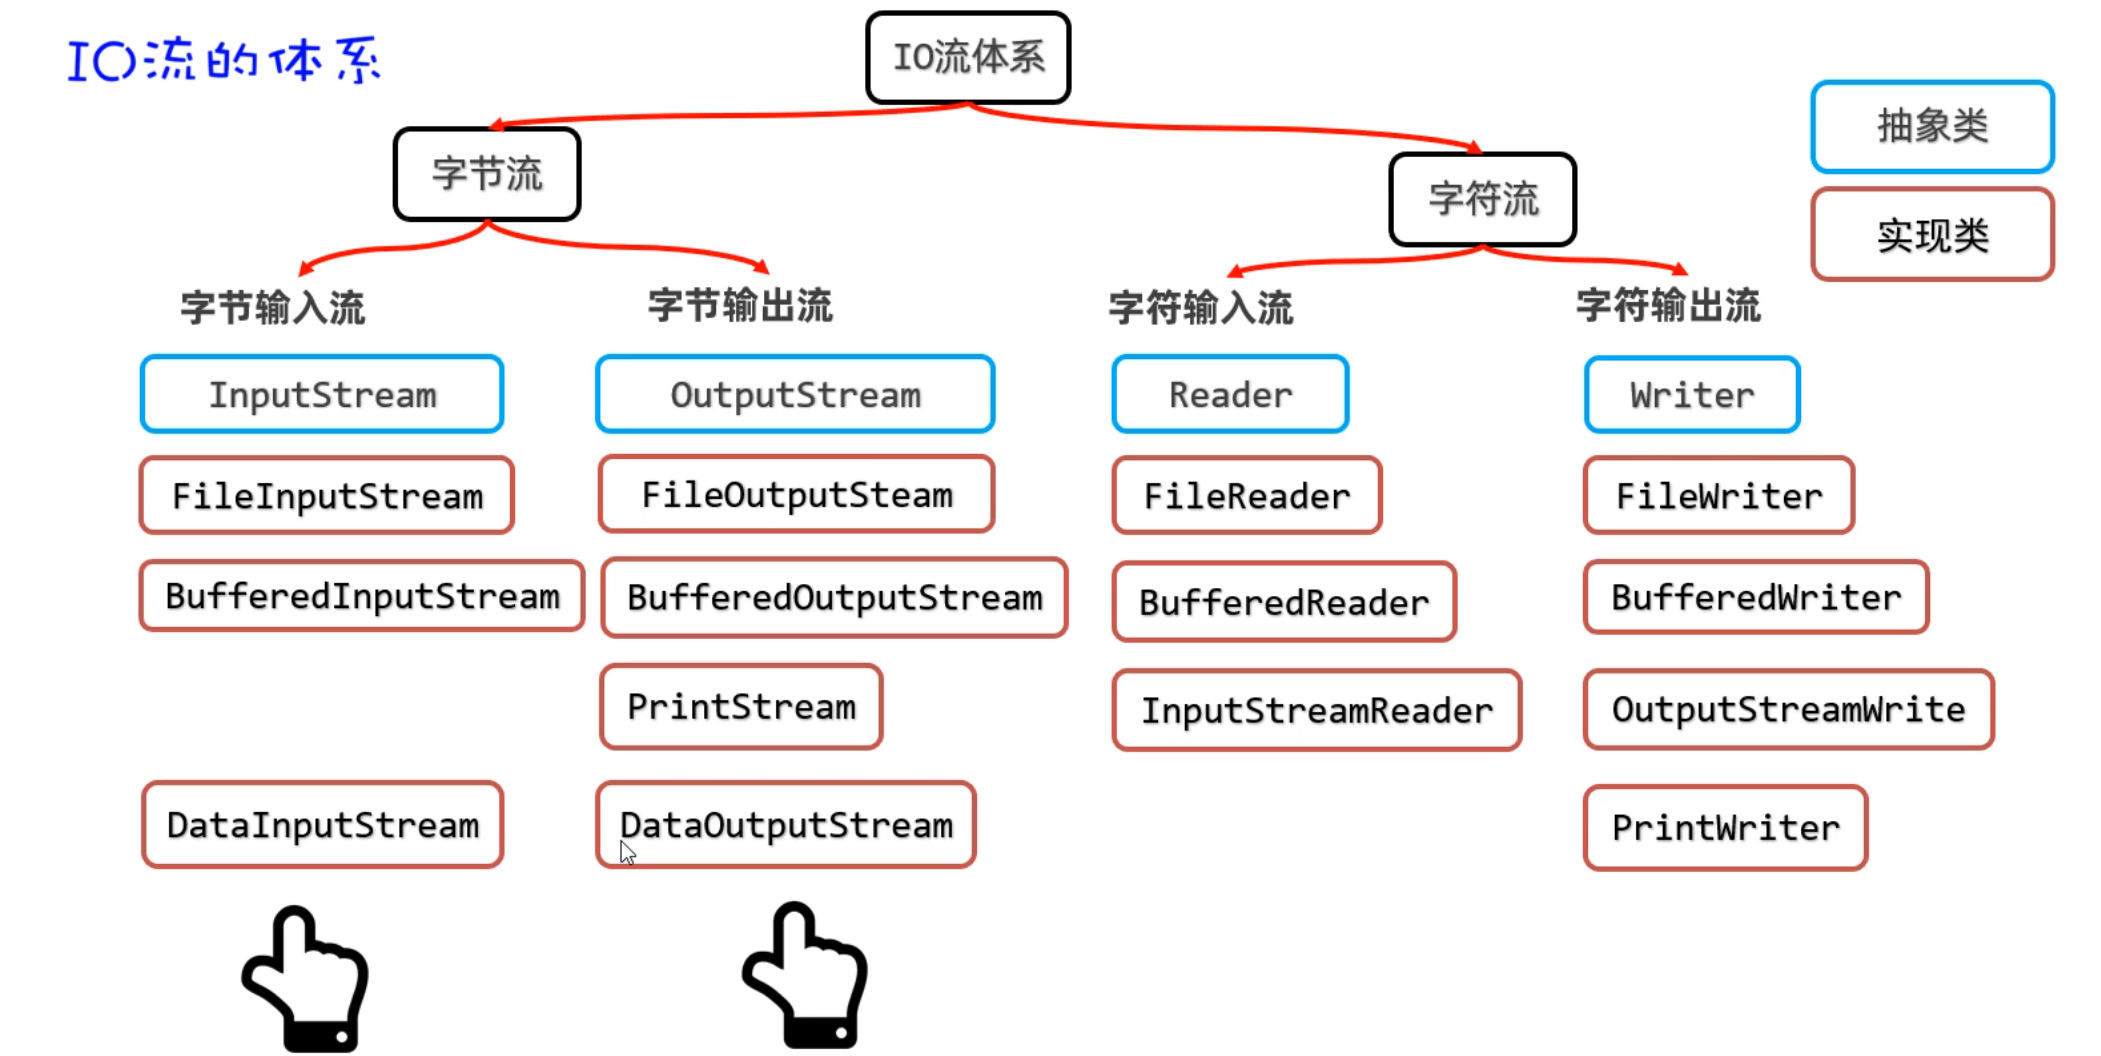 IO流的体系
IO流体系
字节流
字符流
抽象类
实现类
字节输入流
字节输出流
字符输入流
字符输出流
InputStream
OutputStream
Reader
Writer
FileInputStream
FileOutputSteam
FileReader
FileWriter
BufferedInputStream
BufferedOutputStream
BufferedReader
BufferedWriter
PrintStream
InputStreamReader
OutputStreamWrite
DataInputStream
DataOutputStream
PrintWriter